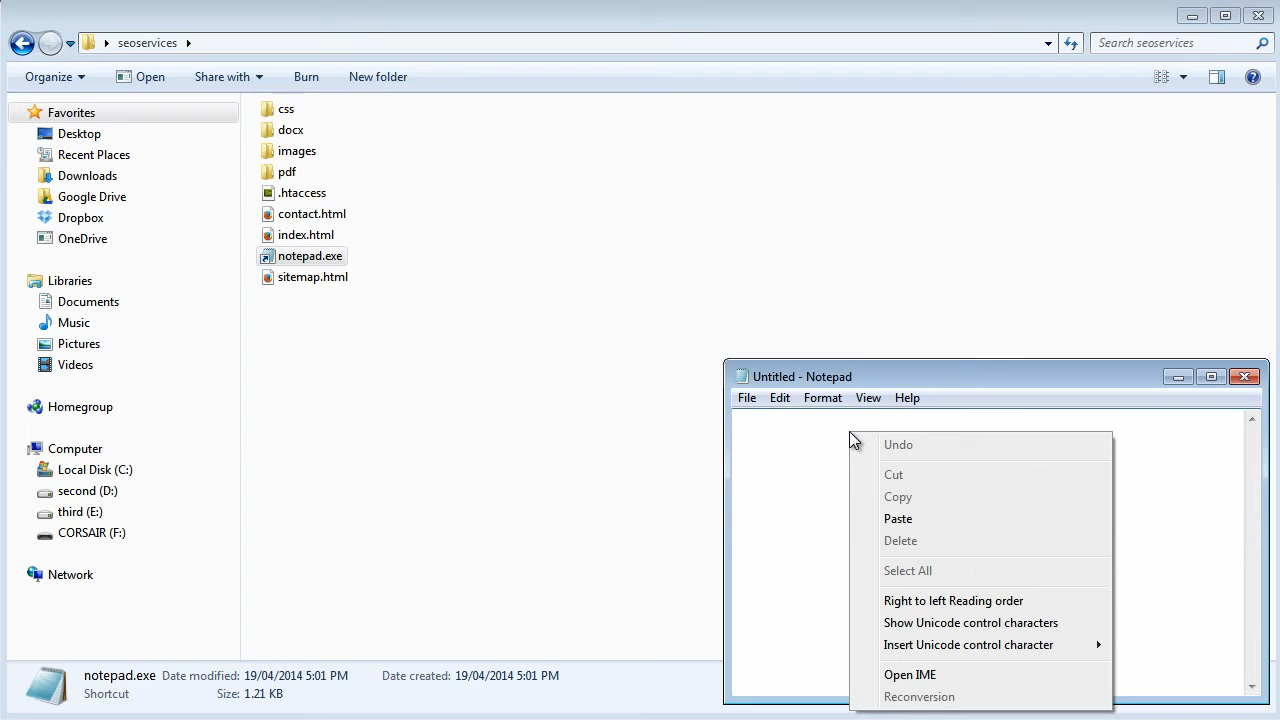 seoservices
Search seoservices
Organize
Open
Share with
Burn
New folder
Favorites
Desktop
Recent Places
Downloads
Google Drive
Dropbox
OneDrive
Libraries
Documents
Music
Pictures
Videos
Homegroup
Computer
Local Disk (C:)
second (D:)
third (E:)
CORSAIR (F:)
Network
css
docx
images
pdf
.htaccess
contact.html
index.html
notepad.exe
sitemap.html
Untitled - Notepad
File Edit Format View Help
Undo
Cut
Copy
Paste
Delete
Select All
Right to left Reading order
Show Unicode control characters
Insert Unicode control character
Open IME
Reconversion
notepad.exe Date modified: 19/04/2014 5:01 PM Date created: 19/04/2014 5:01 PM
Shortcut Size: 1.21 KB